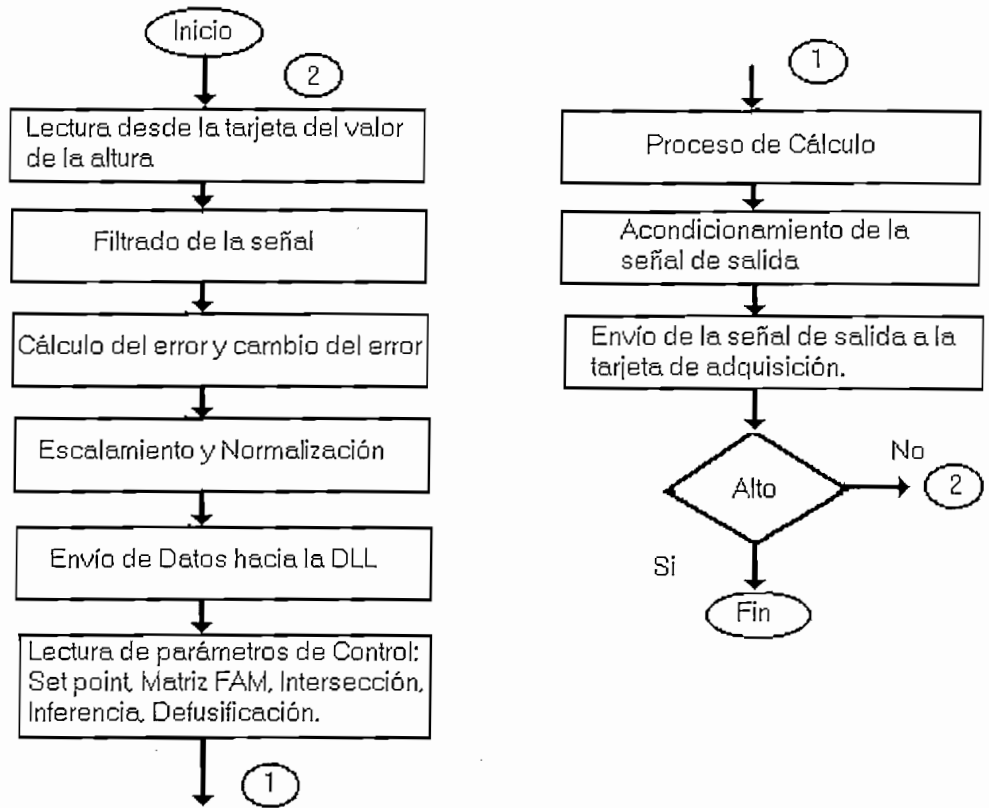 Inicio
2
Lectura desde la tarjeta del valor
de la altura
Filtrado de la señal
Cálculo del error y cambio del error
Escalamiento y Normalización
Envío de Datos hacia la DLL
Lectura de parámetros de Control:
Set point, Matriz FAM, Intersección,
Inferencia, Defusificación.
1
1
Proceso de Cálculo
Acondicionamiento de la
señal de salida
Envío de la señal de salida a la
tarjeta de adquisición.
Alto
No
2
Si
Fin